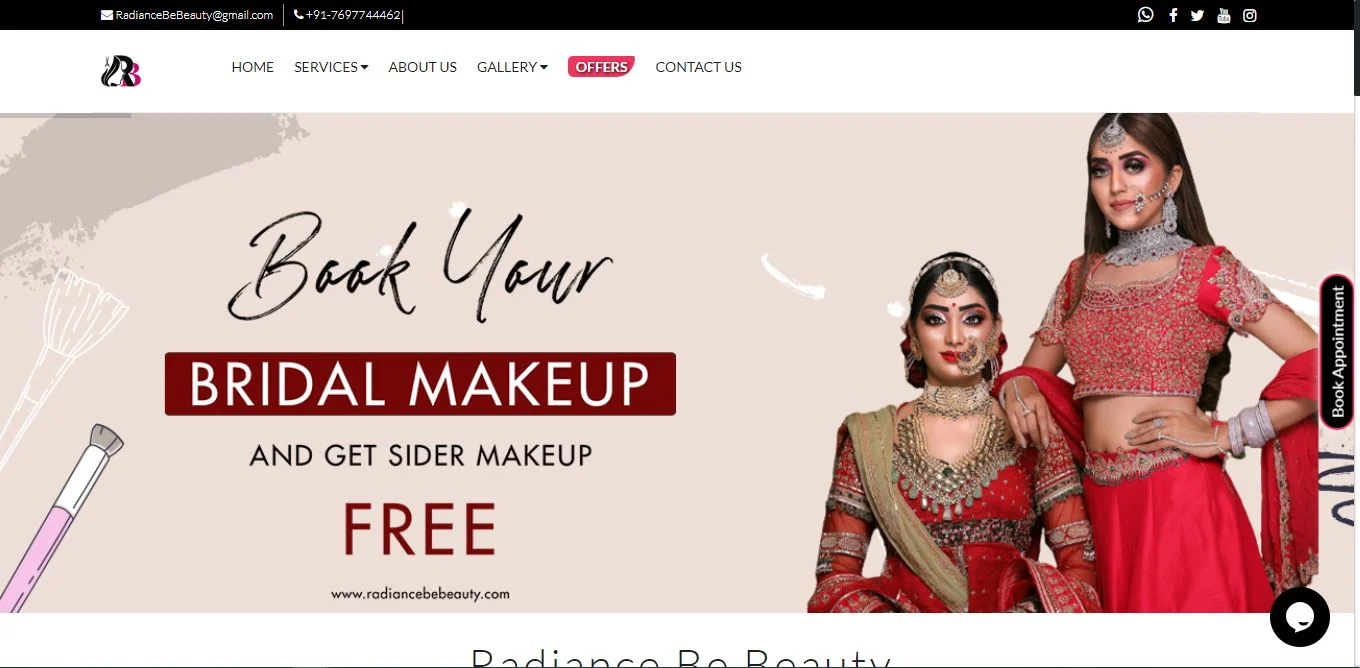 RadianceBeBeauty@gmail.com
+91-7697744462|
HOME SERVICES ABOUT US GALLERY OFFERS CONTACT US
Book Your
BRIDAL MAKEUP
AND GET SIDER MAKEUP
FREE
www.radiancebebeauty.com
Book Appointment
Radiance Be Beauty